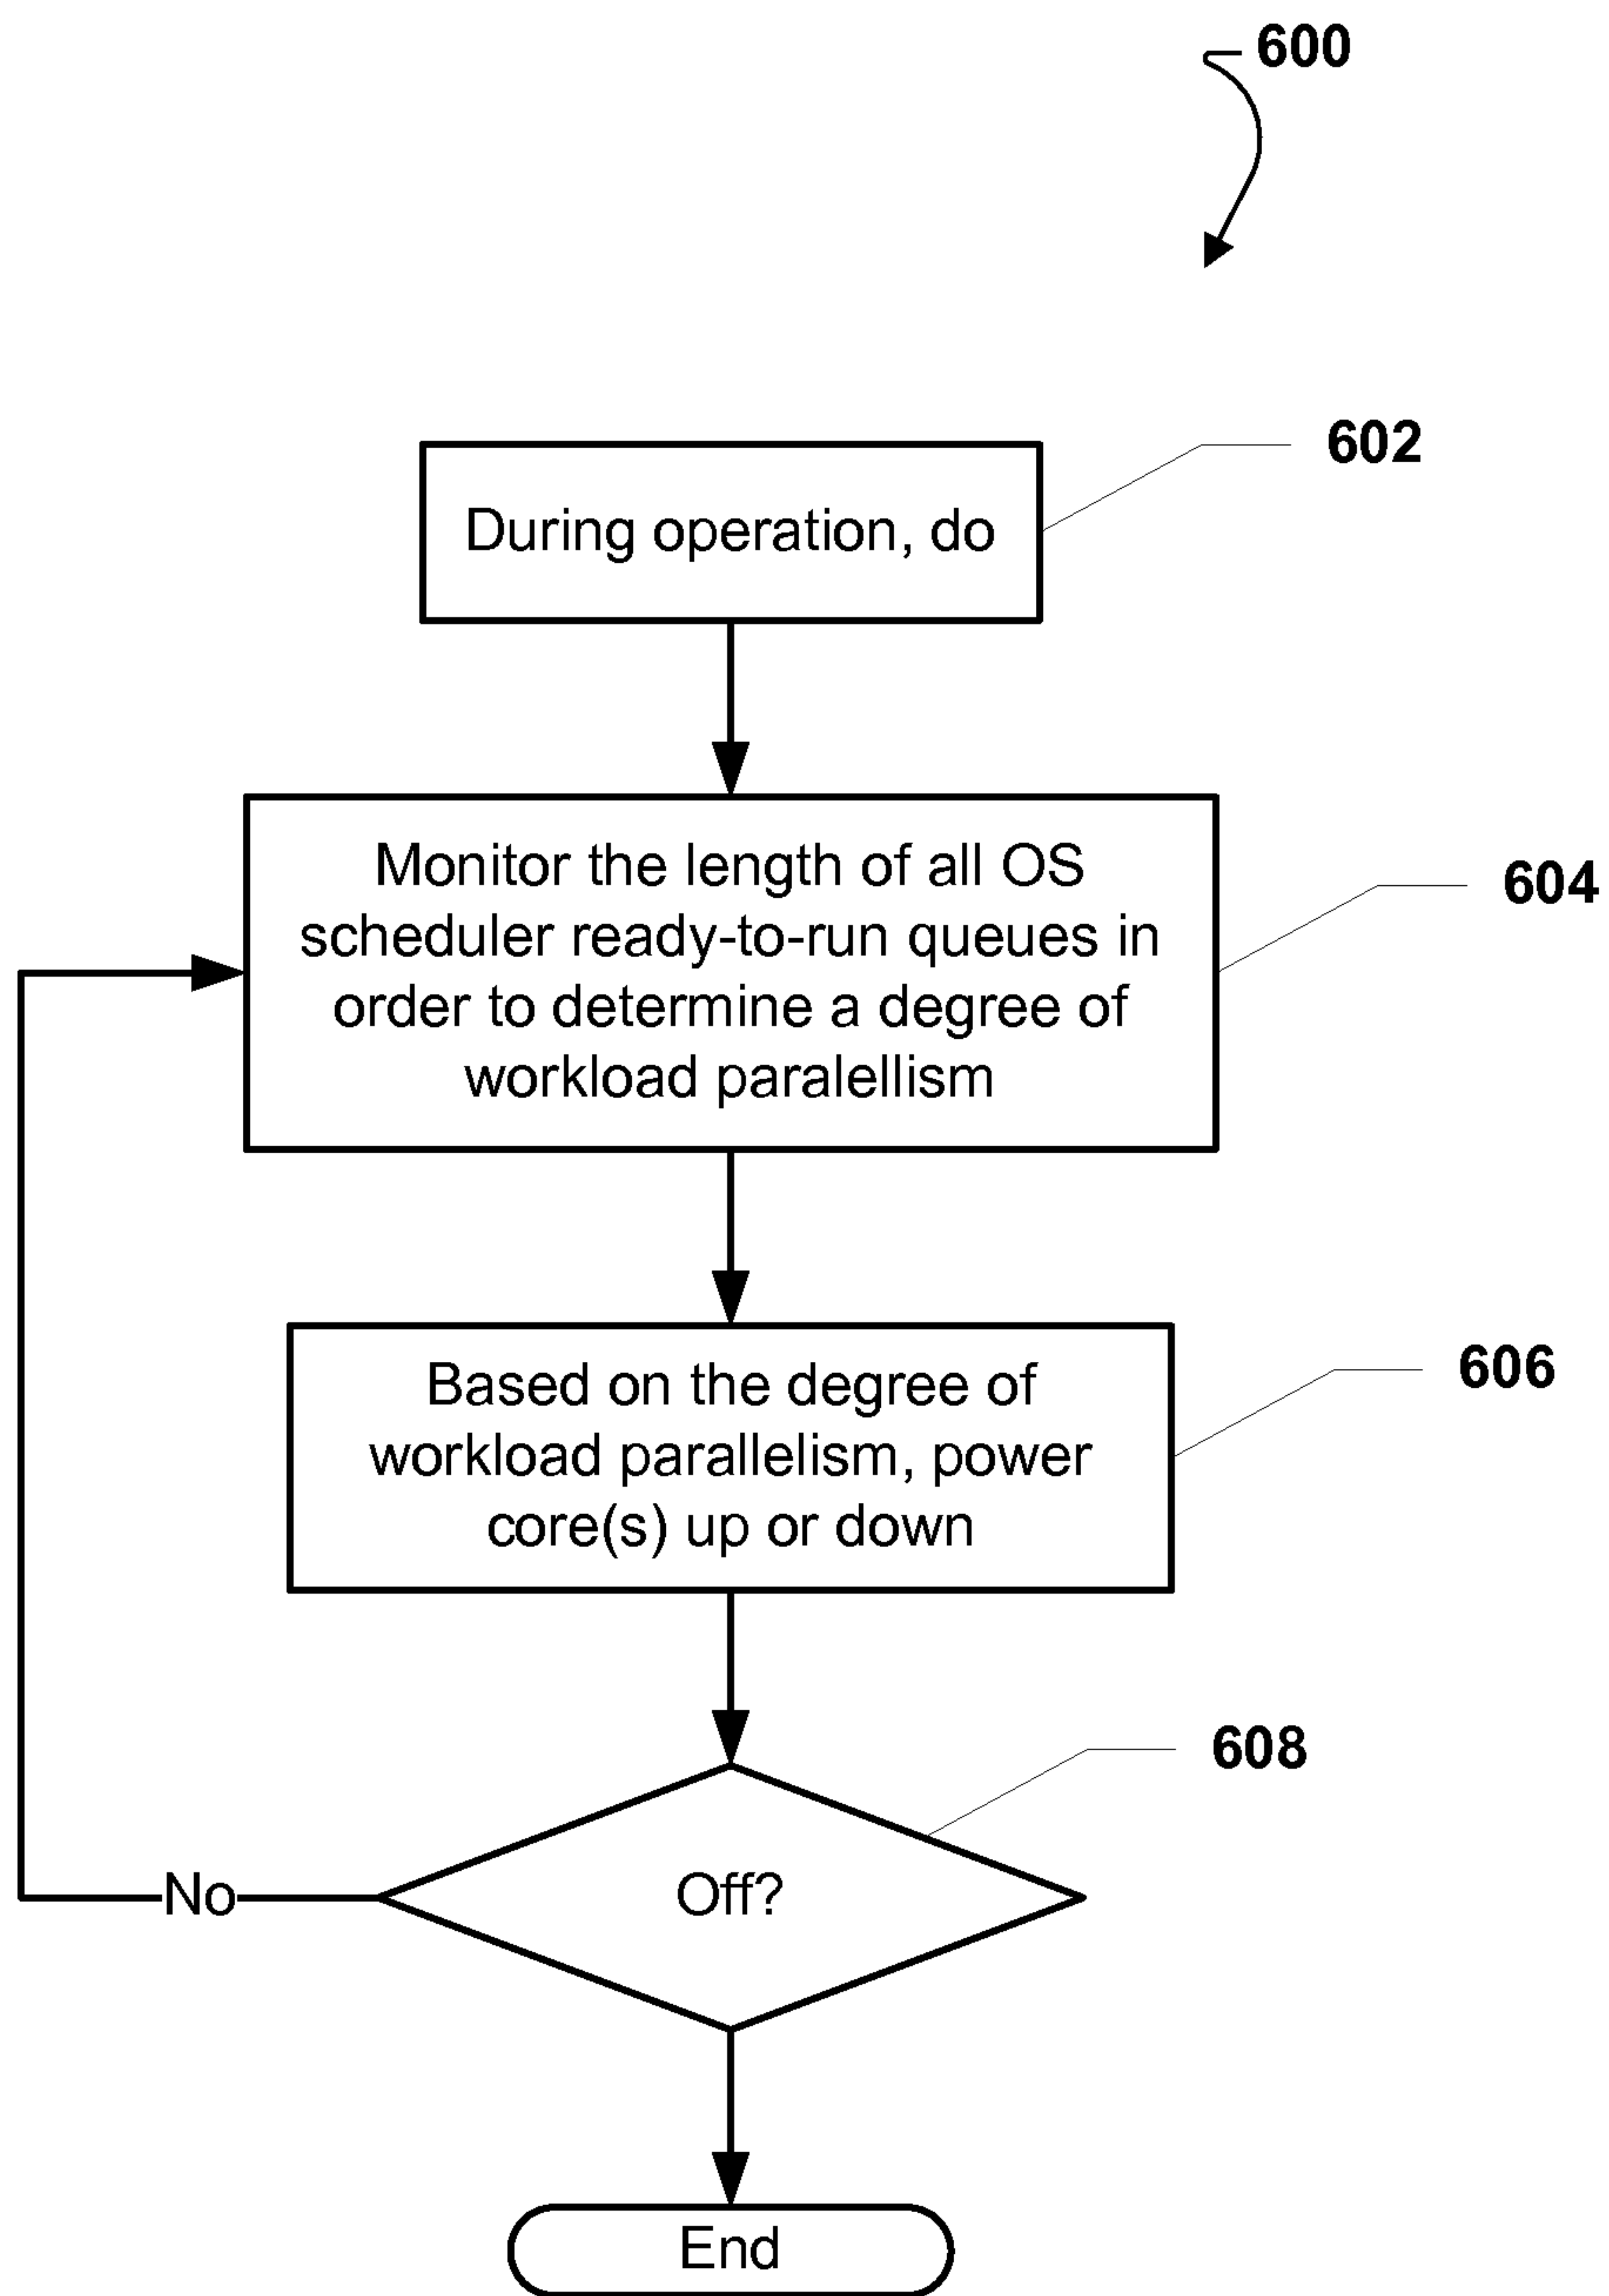 600
602
During operation, do
604
Monitor the length of all OS
scheduler ready-to-run queues in
order to determine a degree of
workload paralellism
606
Based on the degree of
workload parallelism, power
core(s) up or down
608
Off?
No
End